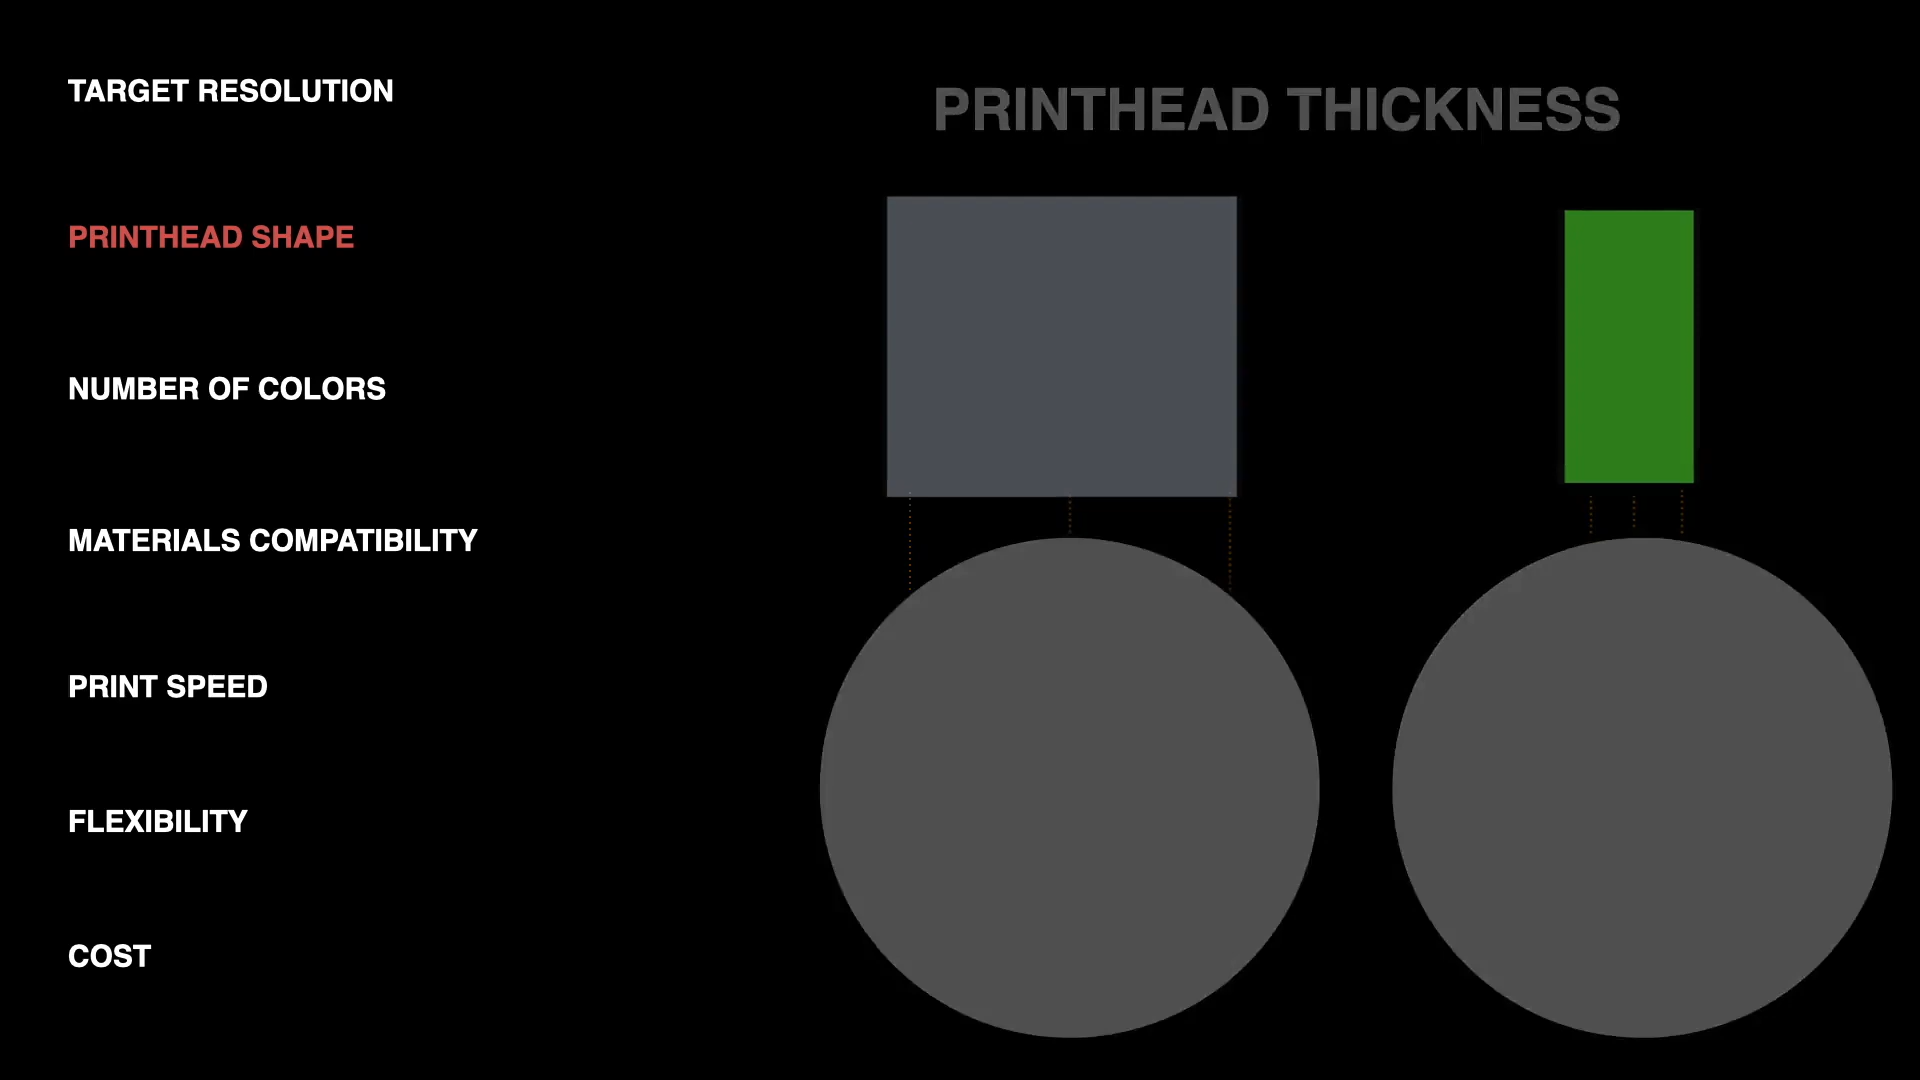 TARGET RESOLUTION
PRINTHEAD SHAPE
NUMBER OF COLORS
MATERIALS COMPATIBILITY
PRINT SPEED
FLEXIBILITY
COST
PRINTHEAD THICKNESS